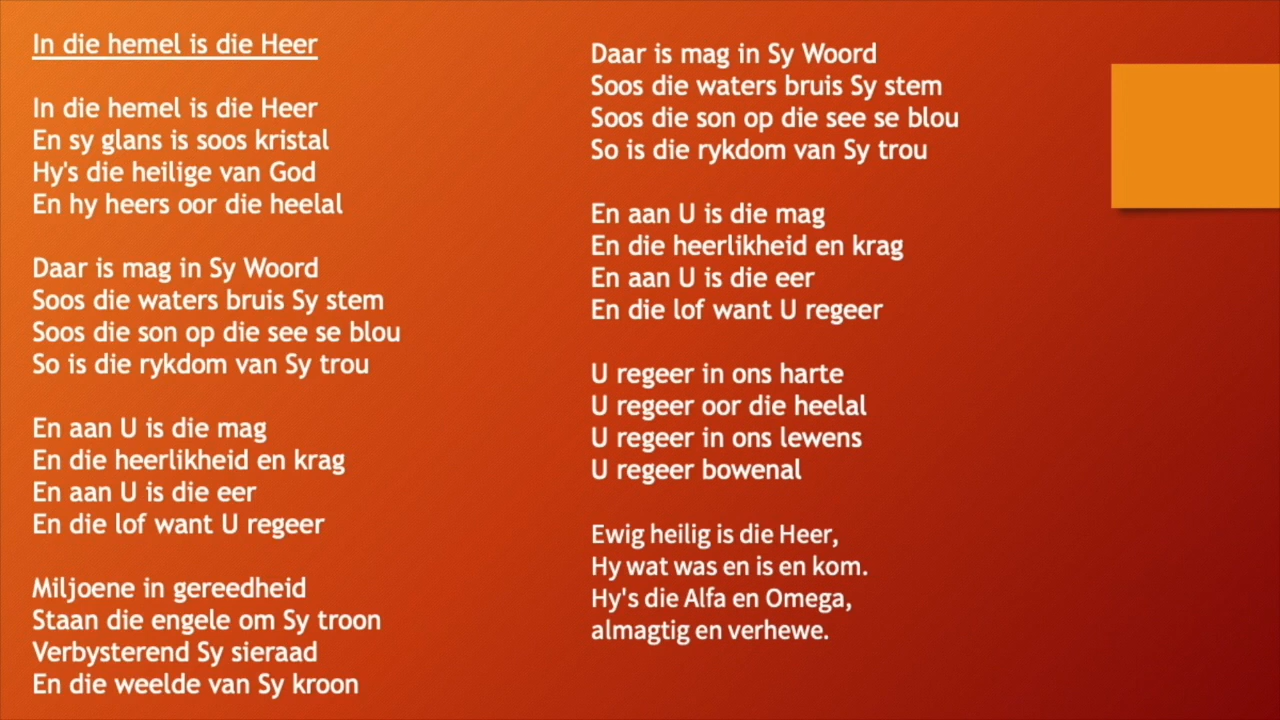 In die hemel is die Heer
In die hemel is die Heer
En sy glans is soos kristal
Hy's die heilige van God
En hy heers oor die heelal
Daar is mag in Sy Woord
Soos die waters bruis Sy stem
Soos die son op die see se blou
So is die rykdom van Sy trou
En aan U is die mag
En die heerlikheid en krag
En aan U is die eer
En die lof want U regeer
Miljoene in gereedheid
Staan die engele om Sy troon
Verbysterend Sy sieraad
En die weelde van Sy kroon
Daar is mag in Sy Woord
Soos die waters bruis Sy stem
Soos die son op die see se blou
So is die rykdom van Sy trou
En aan U is die mag
En die heerlikheid en krag
En aan U is die eer
En die lof want U regeer
U regeer in ons harte
U regeer oor die heelal
U regeer in ons lewens
U regeer bowenal
Ewig heilig is die Heer,
Hy wat was en is en kom.
Hy's die Alfa en Omega,
almagtig en verhewe.